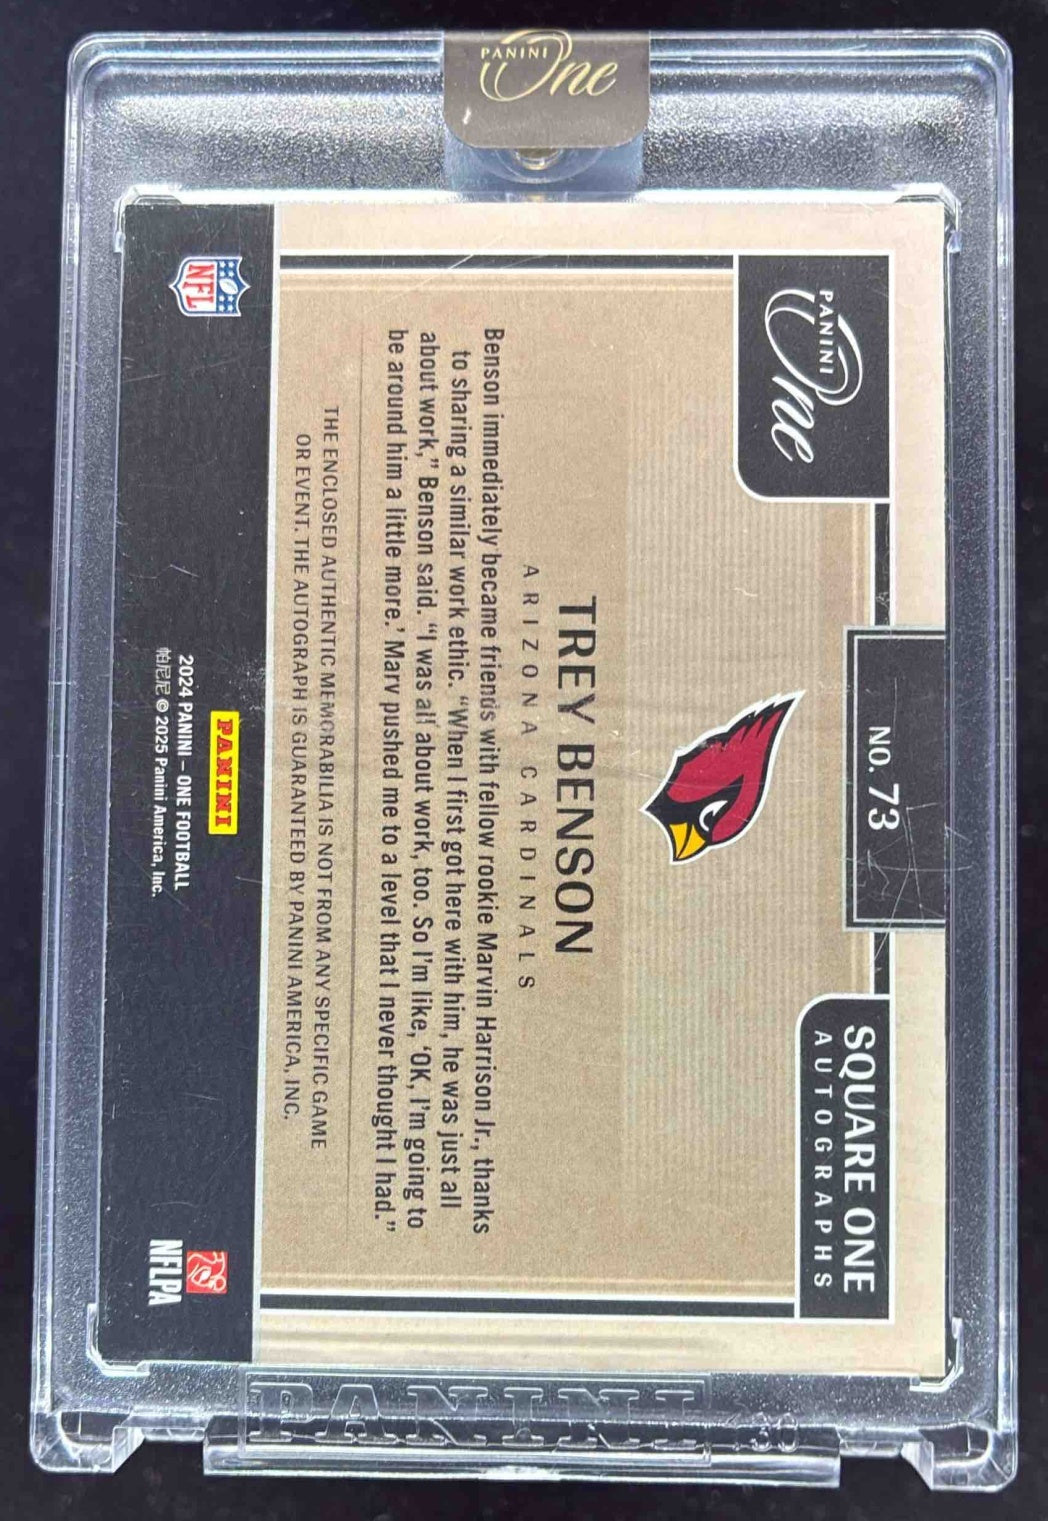 PANINI One
PANINI One
NO. 73
SQUARE ONE
AUTOGRAPHS
TREY BENSON
ARIZONA CARDINALS
Benson immediately became friends with fellow rookie Marvin Harrison Jr., thanks
to sharing a similar work ethic. “When I first got here with him, he was just all
about work,” Benson said. “I was all about work, too. So I’m like, ‘OK, I’m going to
be around him a little more.’ Marv pushed me to a level that I never thought I had.”
THE ENCLOSED AUTHENTIC MEMORABILIA IS NOT FROM ANY SPECIFIC GAME
OR EVENT. THE AUTOGRAPH IS GUARANTEED BY PANINI AMERICA, INC.
NFL
PANINI
2024 PANINI – ONE FOOTBALL
帕尼尼 © 2025 Panini America, Inc.
NFLPA
PANINI 130